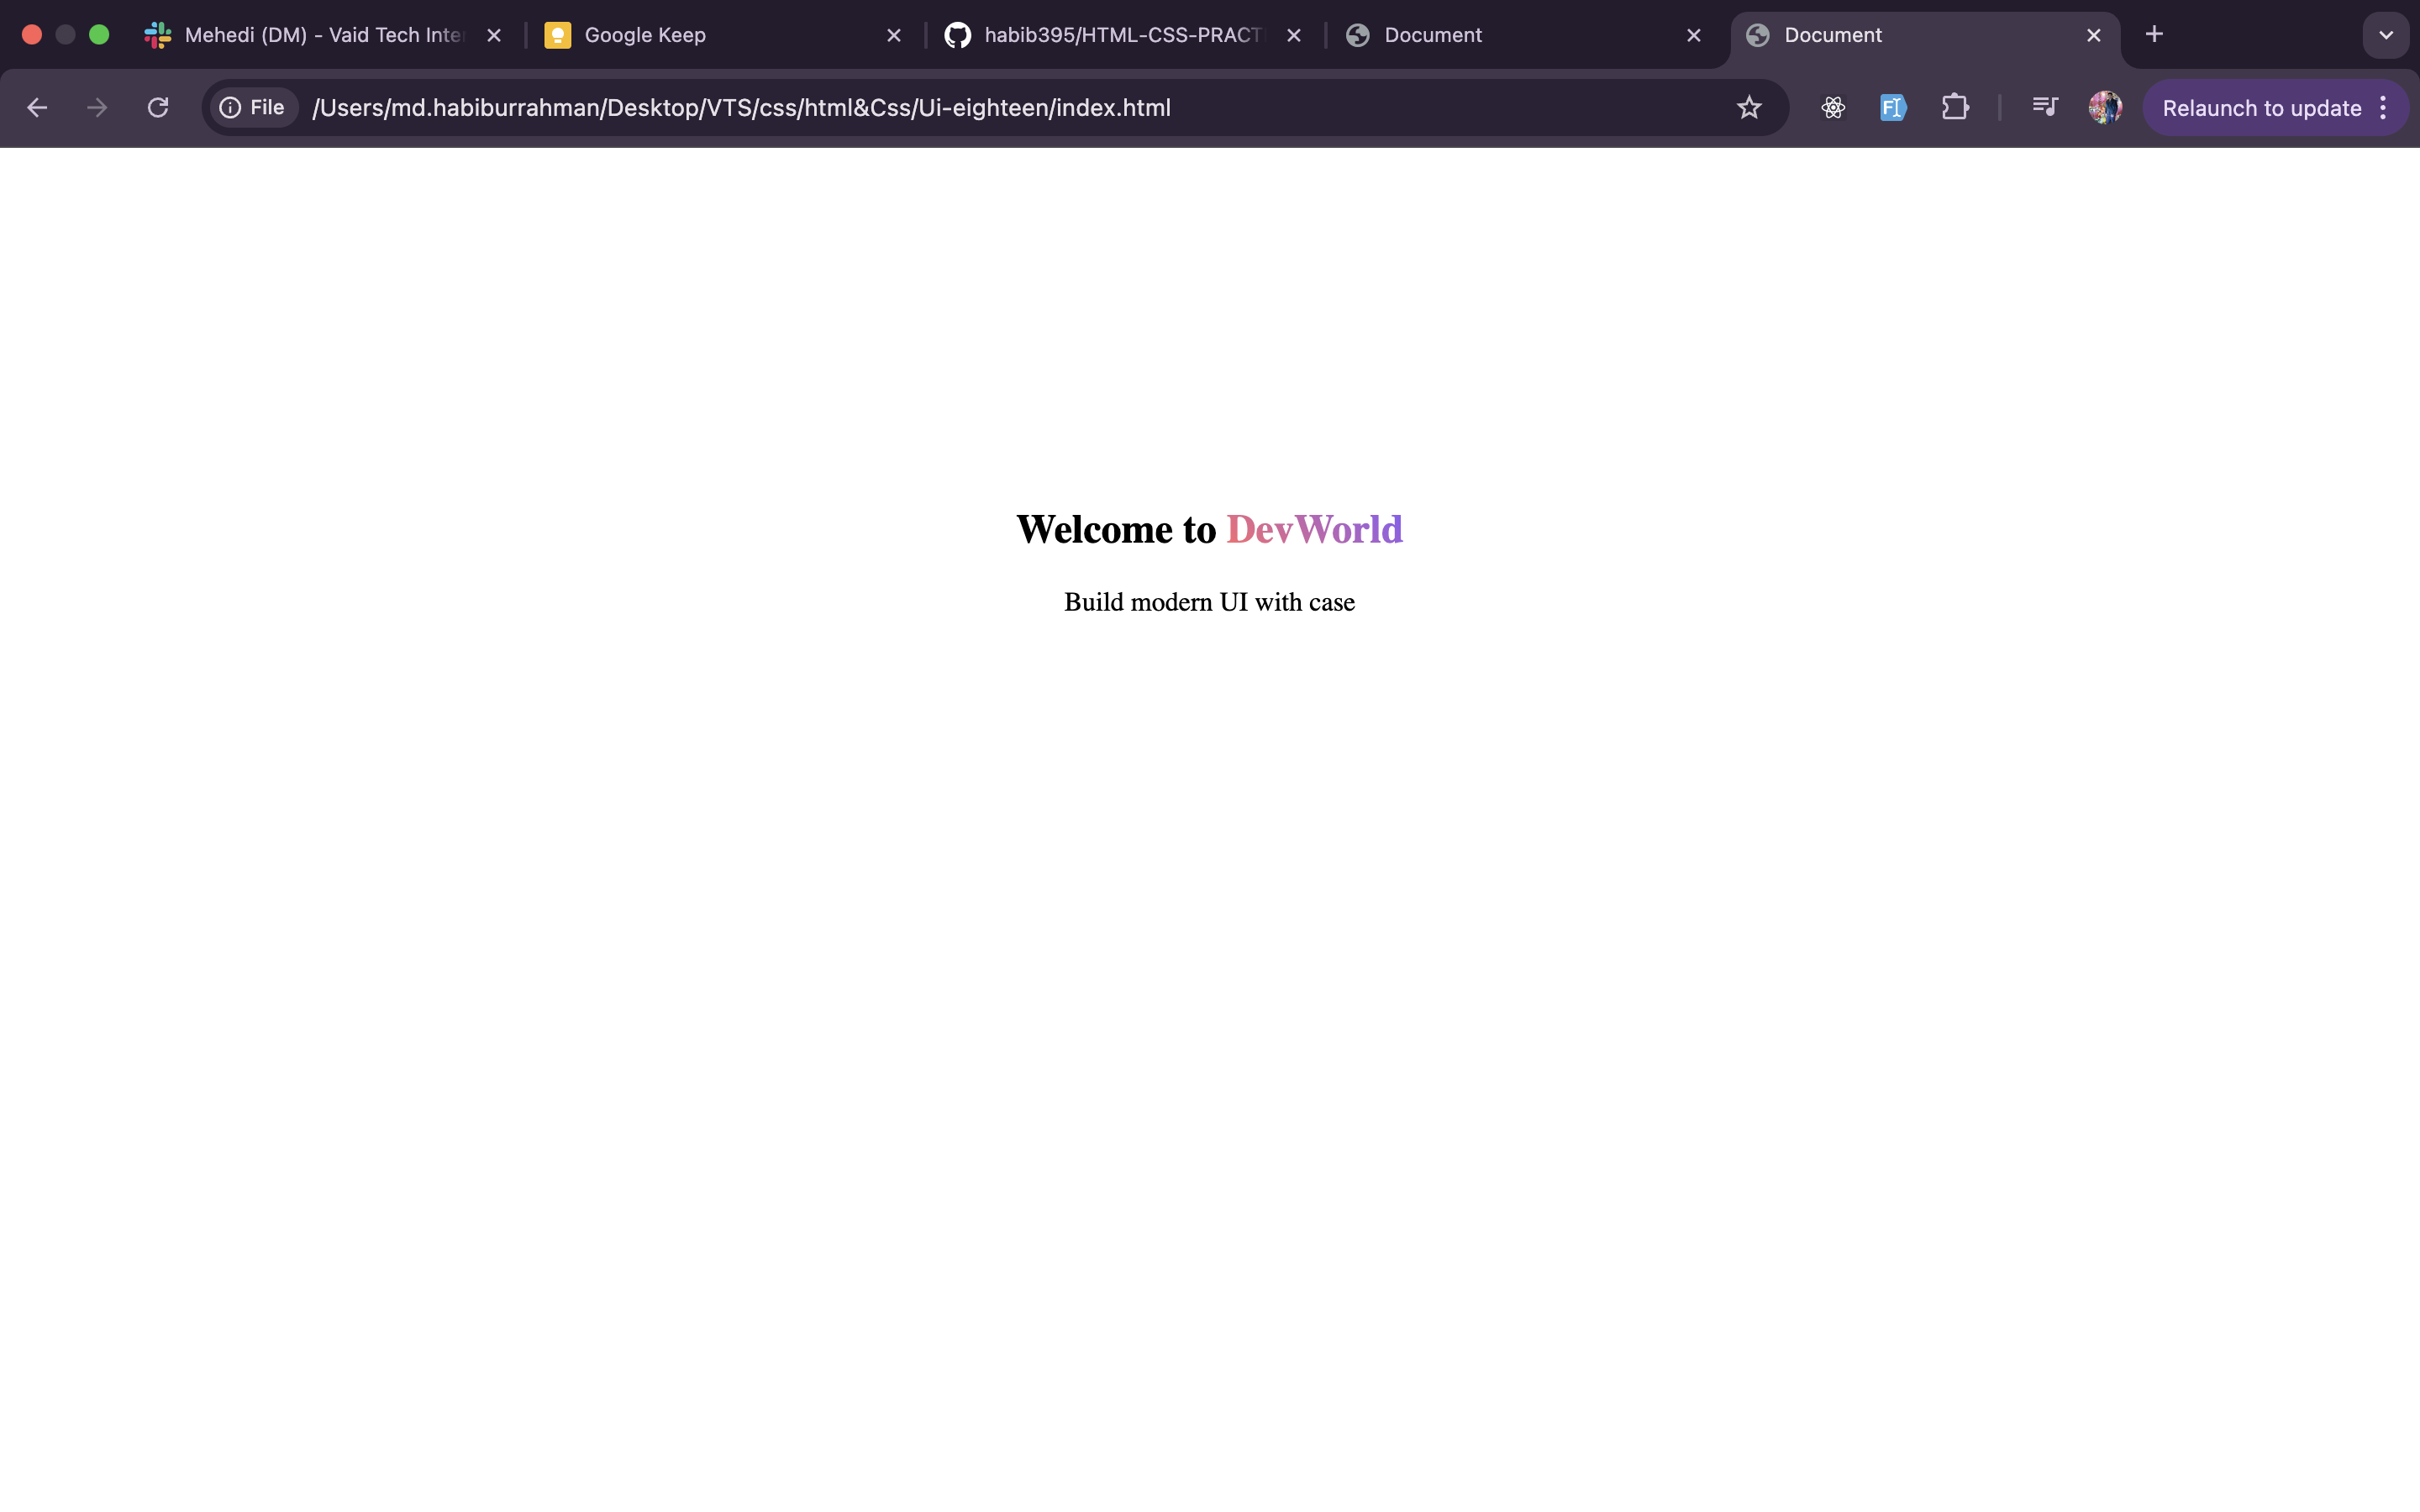 Mehedi (DM) - Vaid Tech Inte
Google Keep
habib395/HTML-CSS-PRACT
Document
Document
File
/Users/md.habiburrahman/Desktop/VTS/css/html&Css/Ui-eighteen/index.html
Relaunch to update
Welcome to DevWorld
Build modern UI with case